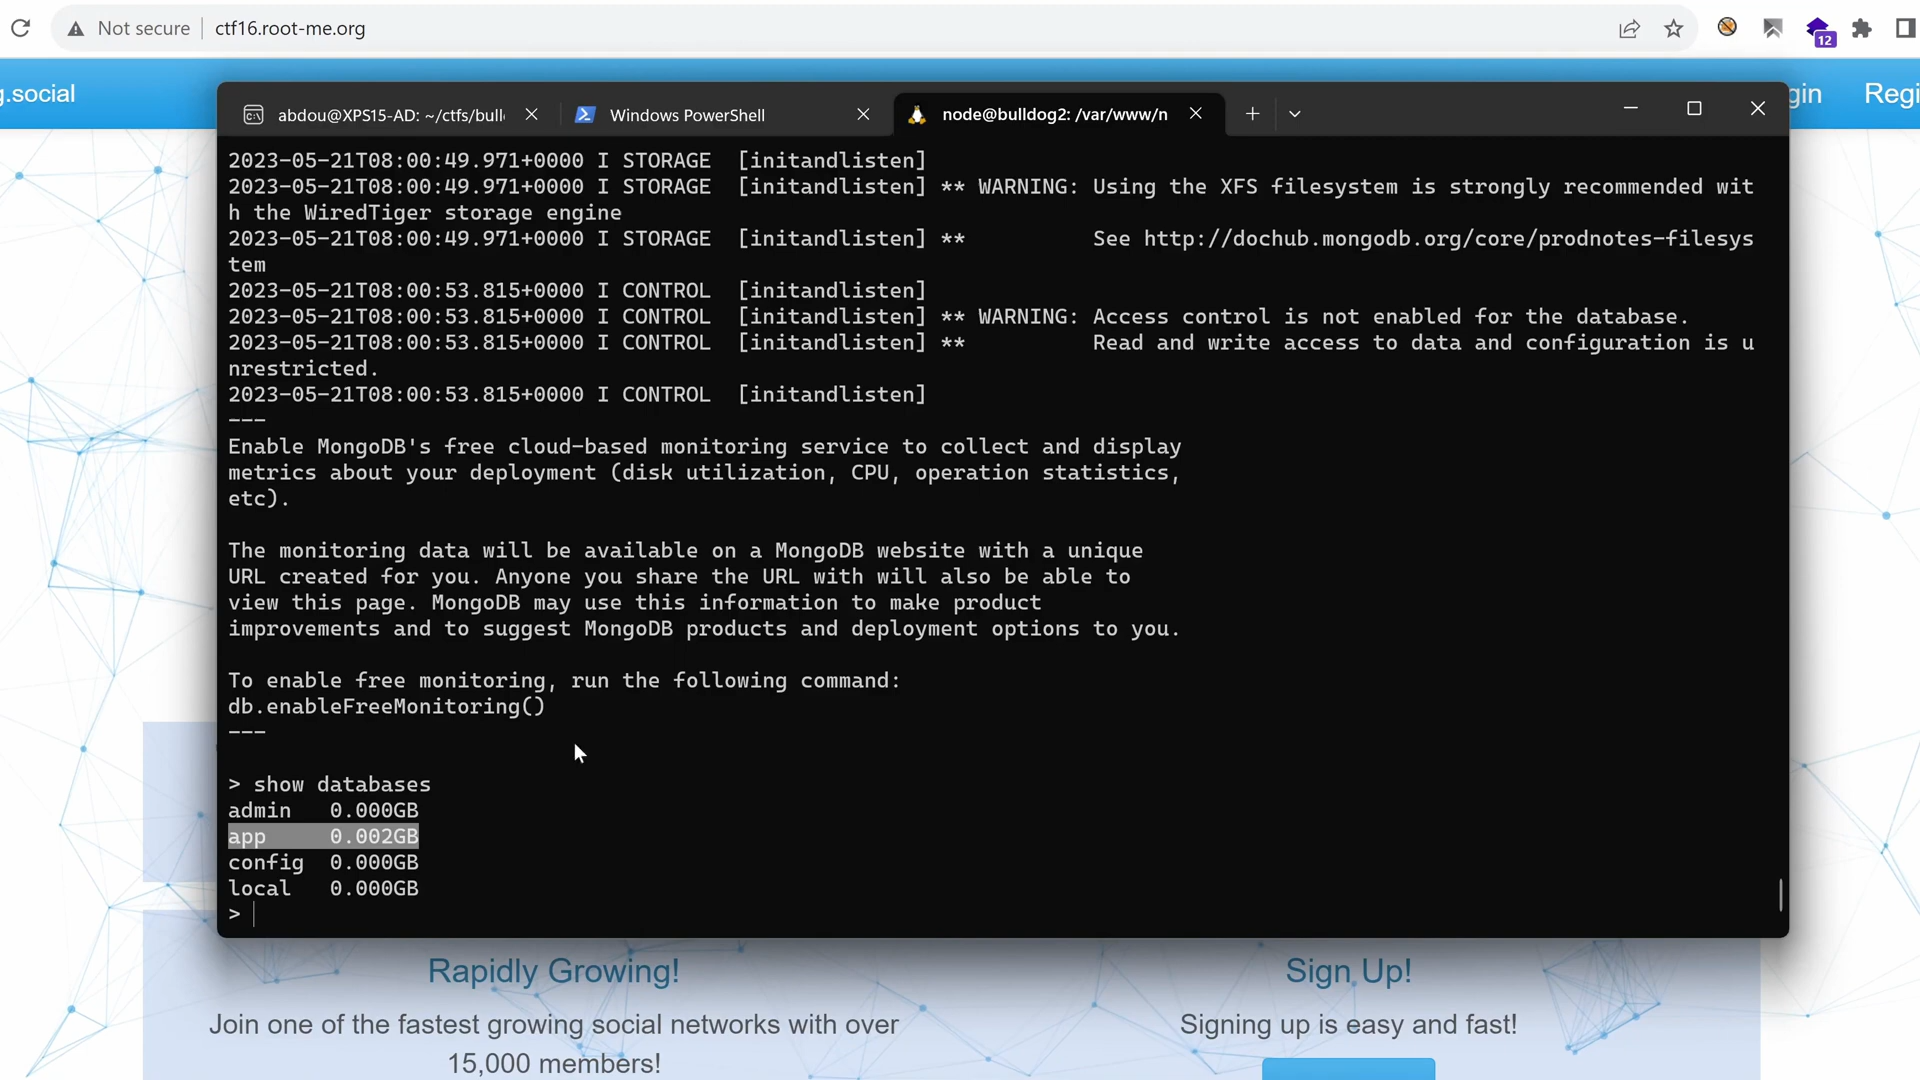 Not secure
ctf16.root-me.org
12
g.social
gin
Regi
abdou@XPS15-AD: ~/ctfs/bull
Windows PowerShell
node@bulldog2: /var/www/n
2023-05-21T08:00:49.971+0000 I STORAGE  [initandlisten]
2023-05-21T08:00:49.971+0000 I STORAGE  [initandlisten] ** WARNING: Using the XFS filesystem is strongly recommended wit
h the WiredTiger storage engine
2023-05-21T08:00:49.971+0000 I STORAGE  [initandlisten] **          See http://dochub.mongodb.org/core/prodnotes-filesys
tem
2023-05-21T08:00:53.815+0000 I CONTROL  [initandlisten]
2023-05-21T08:00:53.815+0000 I CONTROL  [initandlisten] ** WARNING: Access control is not enabled for the database.
2023-05-21T08:00:53.815+0000 I CONTROL  [initandlisten] **          Read and write access to data and configuration is u
nrestricted.
2023-05-21T08:00:53.815+0000 I CONTROL  [initandlisten]
---
Enable MongoDB's free cloud-based monitoring service to collect and display
metrics about your deployment (disk utilization, CPU, operation statistics,
etc).
The monitoring data will be available on a MongoDB website with a unique
URL created for you. Anyone you share the URL with will also be able to
view this page. MongoDB may use this information to make product
improvements and to suggest MongoDB products and deployment options to you.
To enable free monitoring, run the following command:
db.enableFreeMonitoring()
---
> show databases
admin   0.000GB
app     0.002GB
config  0.000GB
local   0.000GB
>
Rapidly Growing!
Join one of the fastest growing social networks with over
15,000 members!
Sign Up!
Signing up is easy and fast!